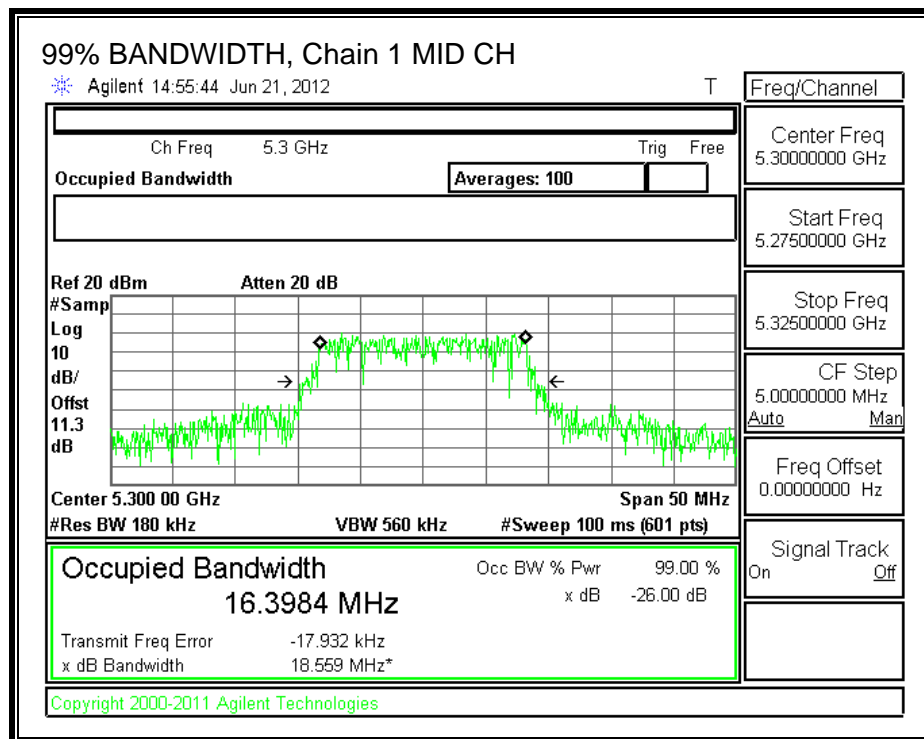 99% BANDWIDTH, Chain 1 MID CH
Agilent 14:55:44 Jun 21, 2012 T
Freq/Channel
Ch Freq 5.3 GHz Trig Free
Occupied Bandwidth Averages: 100
Center Freq
5.30000000 GHz
Start Freq
5.27500000 GHz
Stop Freq
5.32500000 GHz
CF Step
5.00000000 MHz
Auto Man
Freq Offset
0.00000000 Hz
Signal Track
On Off
Ref 20 dBm Atten 20 dB
#Samp
Log
10
dB/
Offst
11.3
dB
Center 5.300 00 GHz Span 50 MHz
#Res BW 180 kHz VBW 560 kHz #Sweep 100 ms (601 pts)
Occupied Bandwidth
16.3984 MHz
Occ BW % Pwr 99.00 %
x dB -26.00 dB
Transmit Freq Error -17.932 kHz
x dB Bandwidth 18.559 MHz*
Copyright 2000-2011 Agilent Technologies